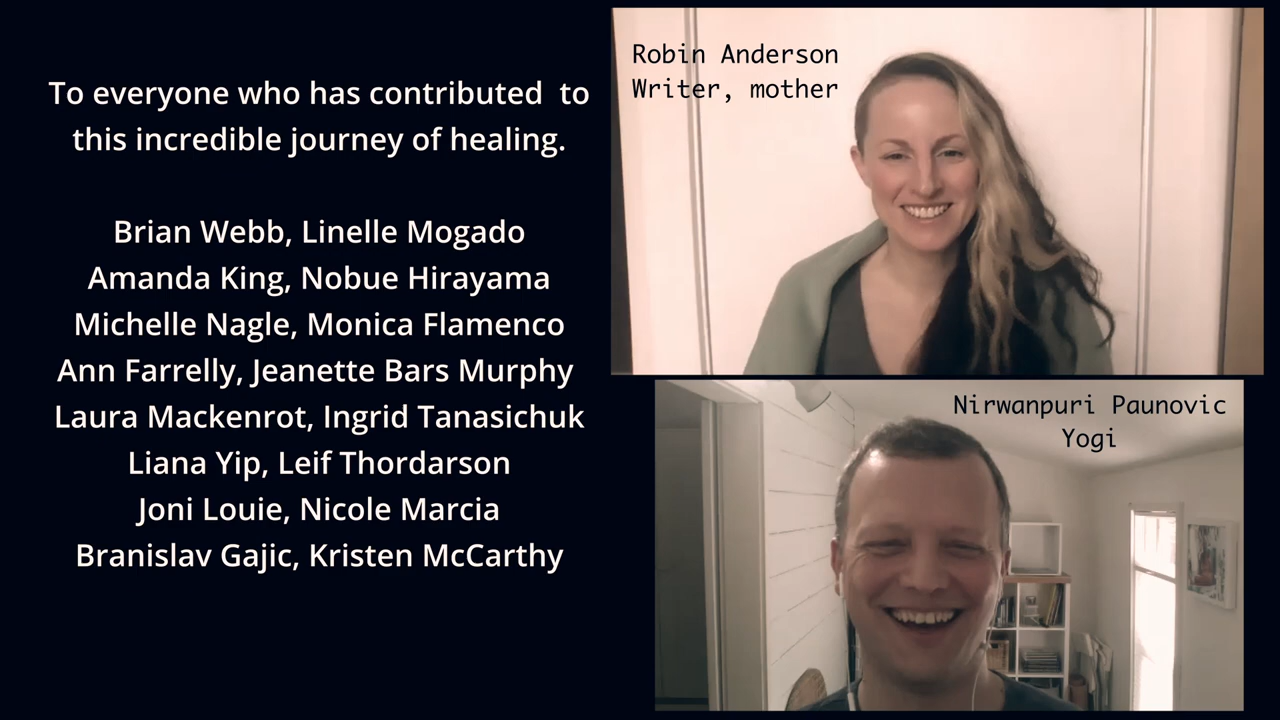 To everyone who has contributed to
this incredible journey of healing.
Brian Webb, Linelle Mogado
Amanda King, Nobue Hirayama
Michelle Nagle, Monica Flamenco
Ann Farrelly, Jeanette Bars Murphy
Laura Mackenrot, Ingrid Tanasichuk
Liana Yip, Leif Thordarson
Joni Louie, Nicole Marcia
Branislav Gajic, Kristen McCarthy
Robin Anderson
Writer, mother
Nirwanpuri Paunovic
Yogi